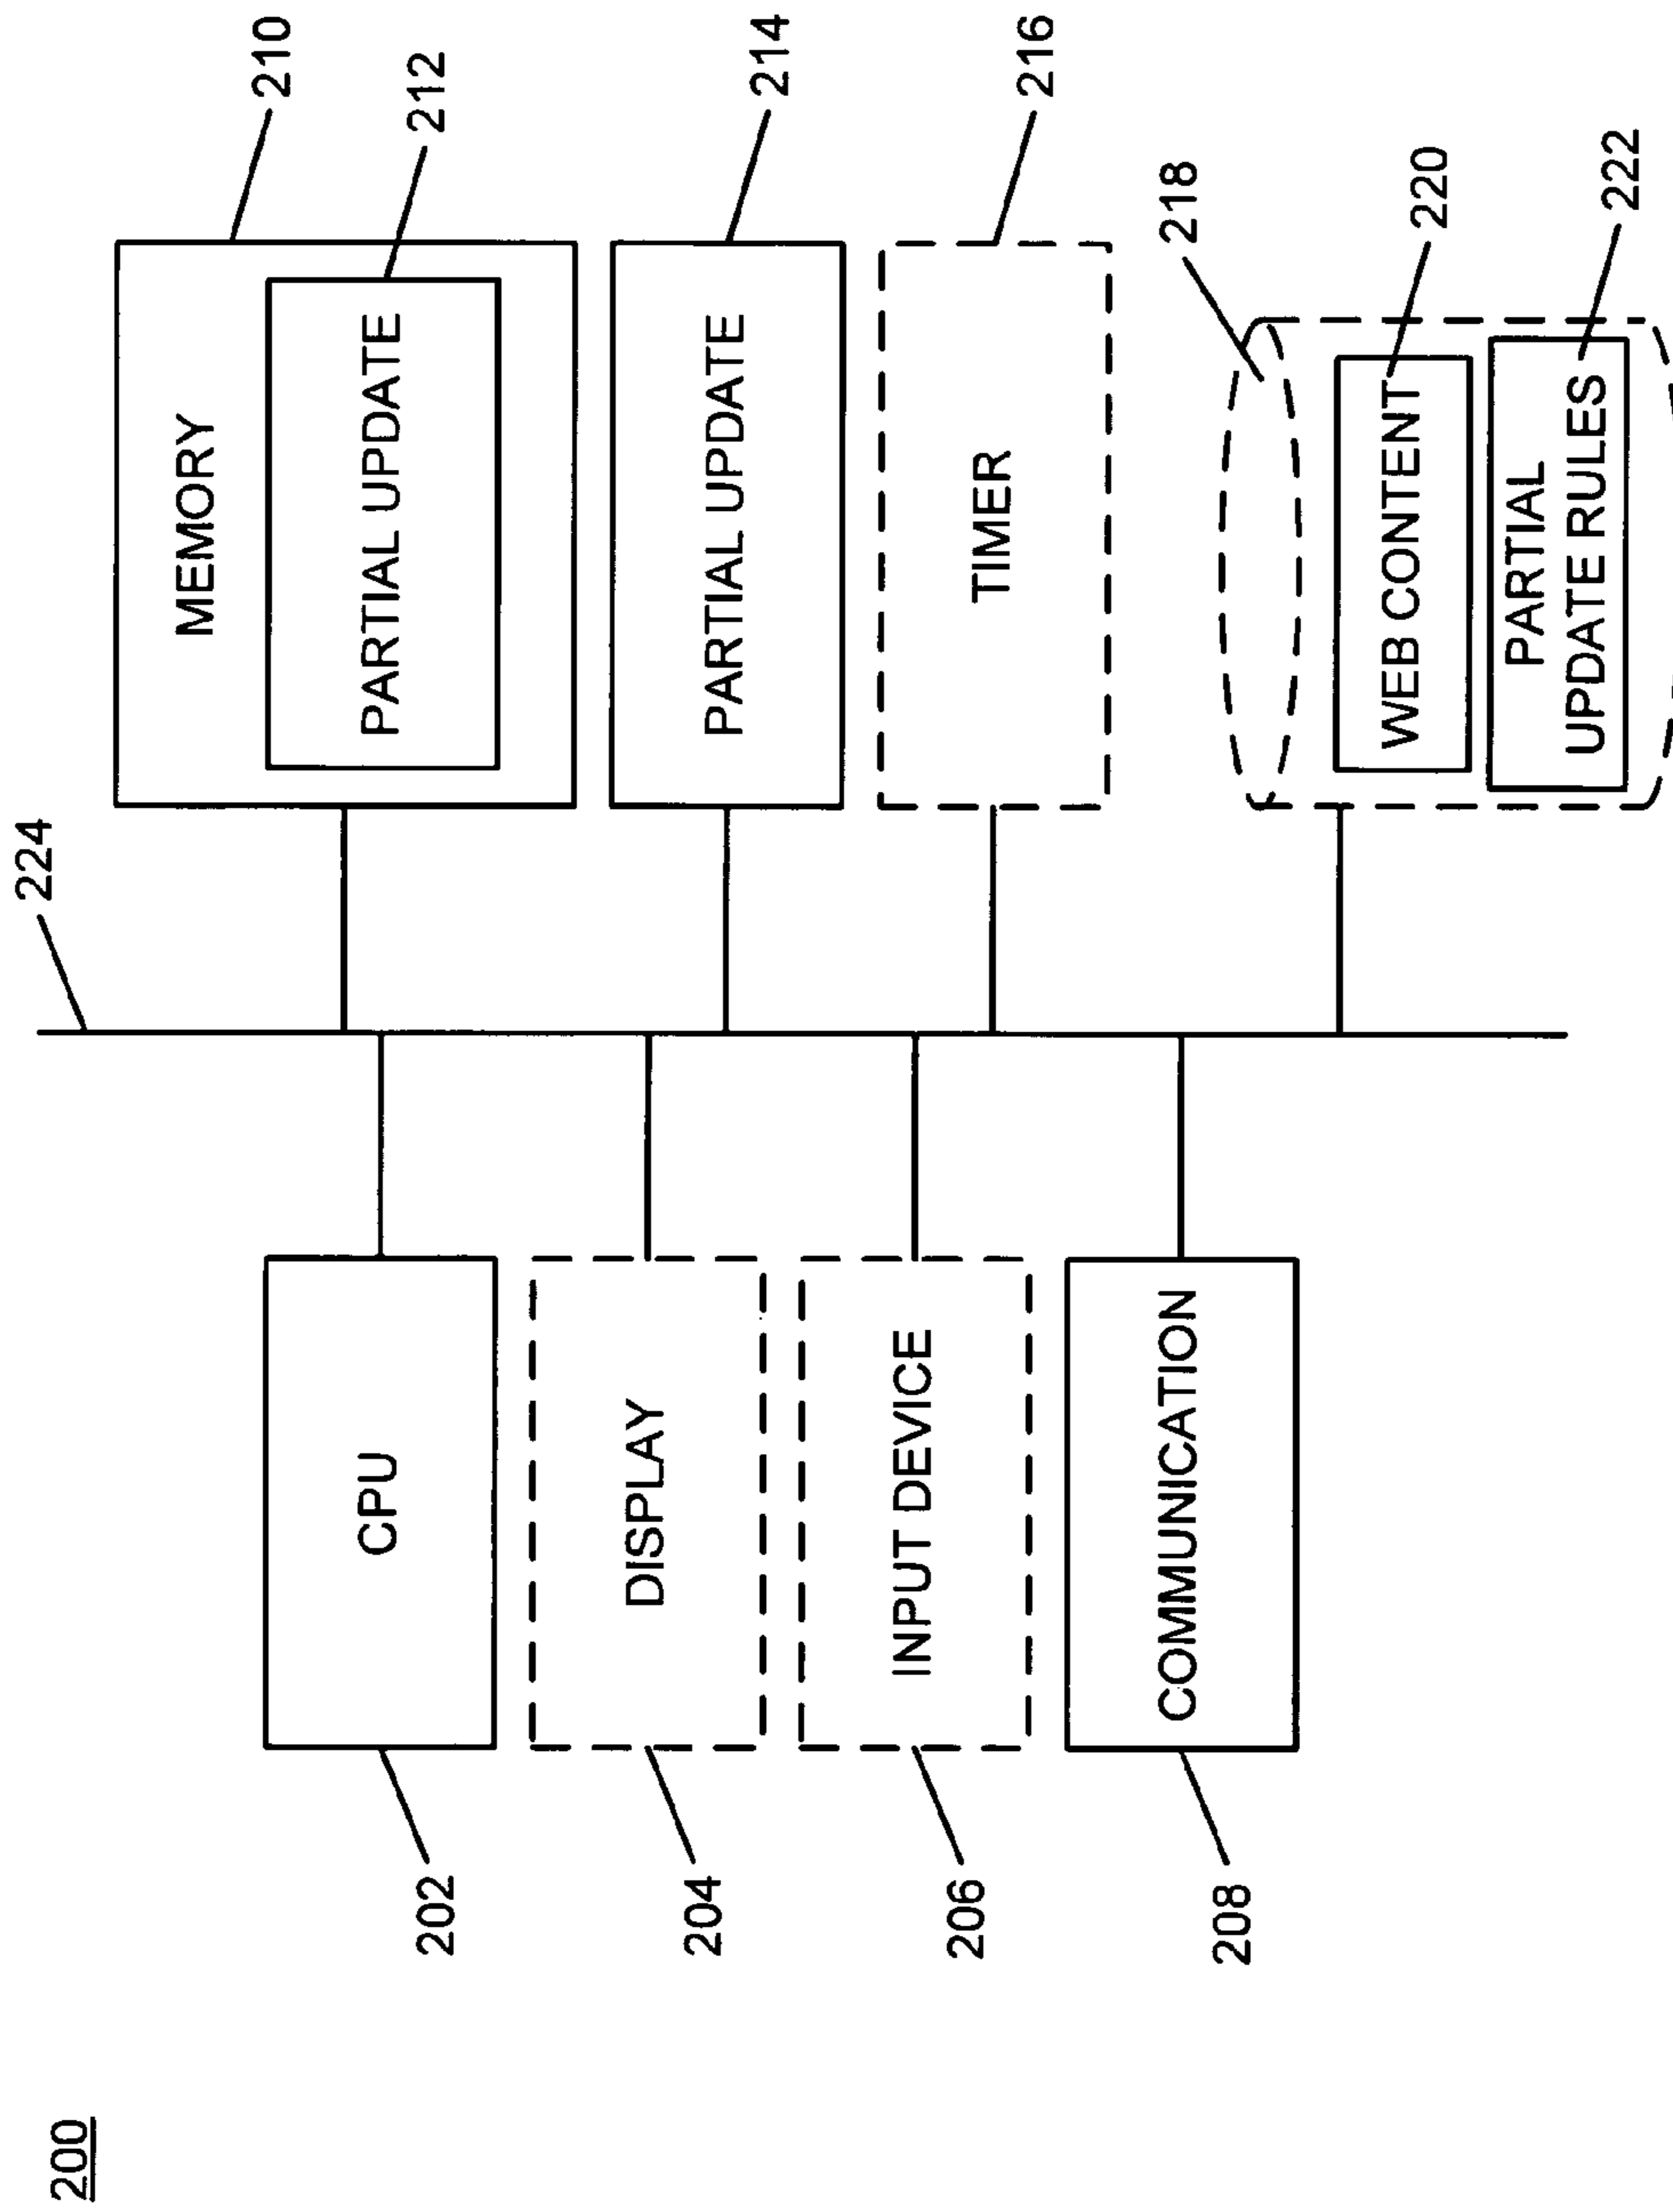 200
224
CPU
202
DISPLAY
204
INPUT DEVICE
206
COMMUNICATION
208
MEMORY
210
PARTIAL UPDATE
212
PARTIAL UPDATE
214
TIMER
216
218
WEB CONTENT
220
PARTIAL
UPDATE RULES
222